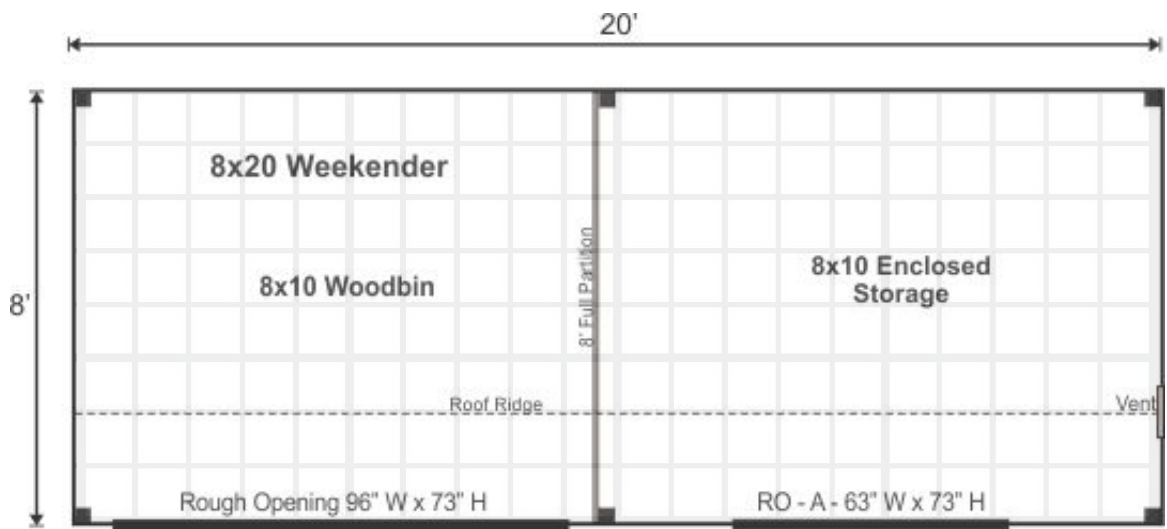 20'
8x20 Weekender
8x10 Woodbin
8' Full Partition
8x10 Enclosed
Storage
8'
Roof Ridge
Vent
Rough Opening 96" W x 73" H
RO - A - 63" W x 73" H